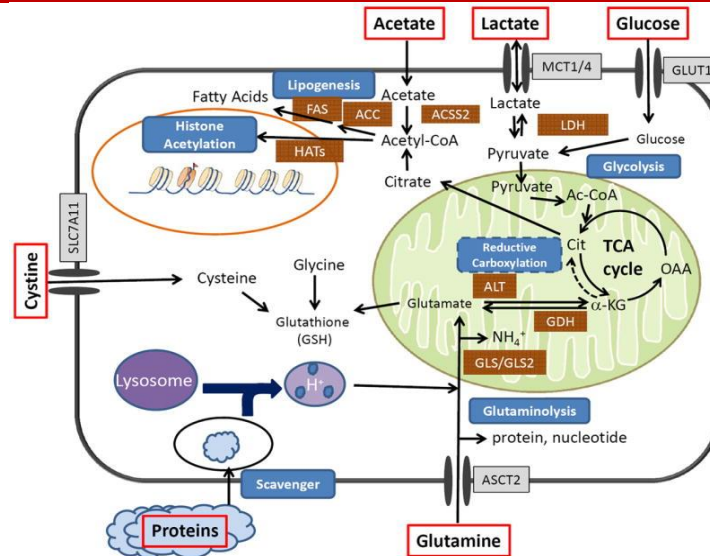 Acetate
Lactate
Glucose
MCT1/4
GLUT1
Lipogenesis
Fatty Acids
FAS
ACC
Acetate
ACSS2
Lactate
LDH
Histone
Acetylation
HATs
Acetyl-CoA
Glucose
Pyruvate
Glycolysis
Citrate
Pyruvate
Ac-CoA
SLC7A11
Cystine
Cysteine
Glycine
Reductive
Carboxylation
Cit
TCA
cycle
OAA
ALT
Glutamate
α-KG
GDH
Glutathione
(GSH)
NH₄⁺
GLS/GLS2
Lysosome
H⁺
Glutaminolysis
protein, nucleotide
Scavenger
ASCT2
Proteins
Glutamine